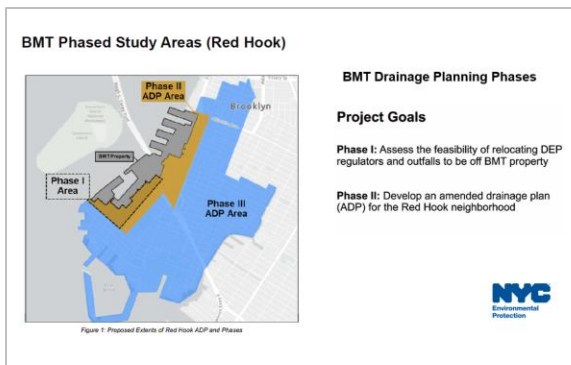 BMT Phased Study Areas (Red Hook)
Phase II
ADP Area
Brooklyn
BMT Property
Phase I
Area
Phase III
ADP Area
Figure 1: Proposed Extents of Red Hook ADP and Phases
BMT Drainage Planning Phases
Project Goals
Phase I: Assess the feasibility of relocating DEP
regulators and outfalls to be off BMT property
Phase II: Develop an amended drainage plan
(ADP) for the Red Hook neighborhood
NYC
Environmental
Protection